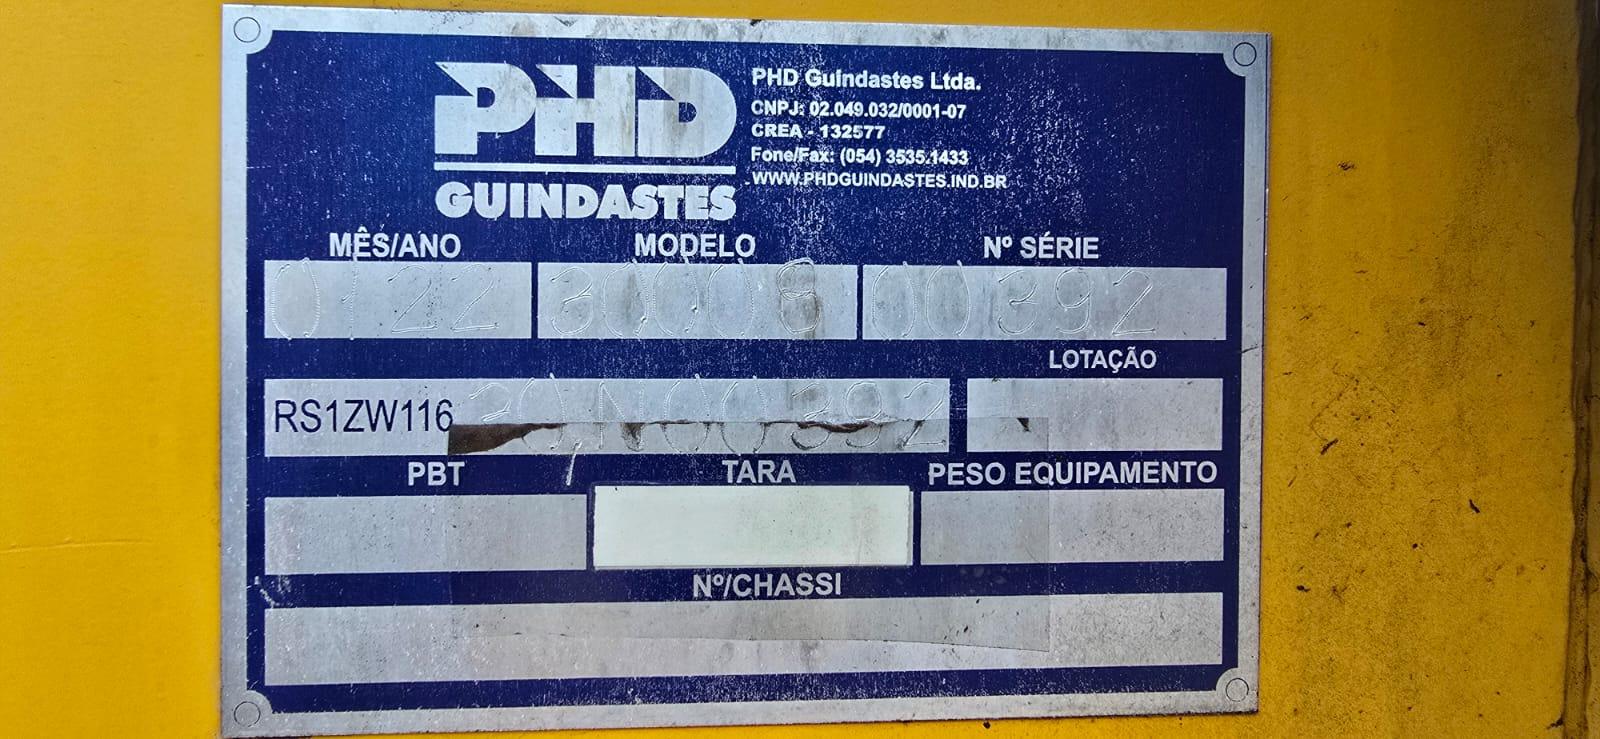 PHD
GUINDASTES
PHD Guindastes Ltda.
CNPJ: 02.049.032/0001-07
CREA - 132577
Fone/Fax: (054) 3535.1433
WWW.PHDGUINDASTES.IND.BR
MÊS/ANO MODELO Nº SÉRIE
0122 30008 00392
LOTAÇÃO
RS1ZW116 30N00392
PBT TARA PESO EQUIPAMENTO
Nº/CHASSI